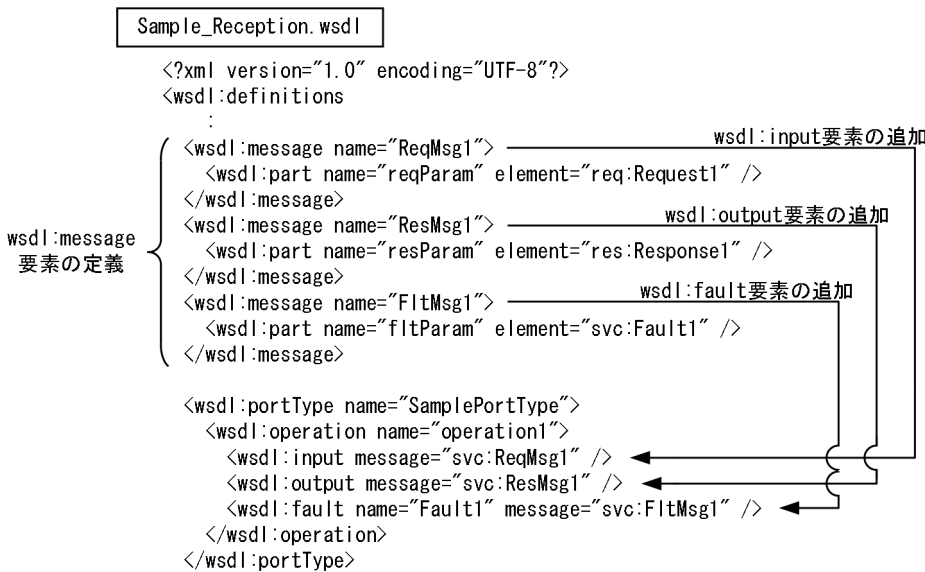 Sample_Reception.wsdl
<?xml version="1.0" encoding="UTF-8"?>
<wsdl:definitions
:
<wsdl:message name="ReqMsg1"> wsdl:input要素の追加
<wsdl:part name="reqParam" element="req:Request1" />
</wsdl:message>
<wsdl:message name="ResMsg1"> wsdl:output要素の追加
<wsdl:part name="resParam" element="res:Response1" />
</wsdl:message>
<wsdl:message name="FltMsg1"> wsdl:fault要素の追加
<wsdl:part name="fltParam" element="svc:Fault1" />
</wsdl:message>
wsdl:message
要素の定義
<wsdl:portType name="SamplePortType">
<wsdl:operation name="operation1">
<wsdl:input message="svc:ReqMsg1" />
<wsdl:output message="svc:ResMsg1" />
<wsdl:fault name="Fault1" message="svc:FltMsg1" />
</wsdl:operation>
</wsdl:portType>